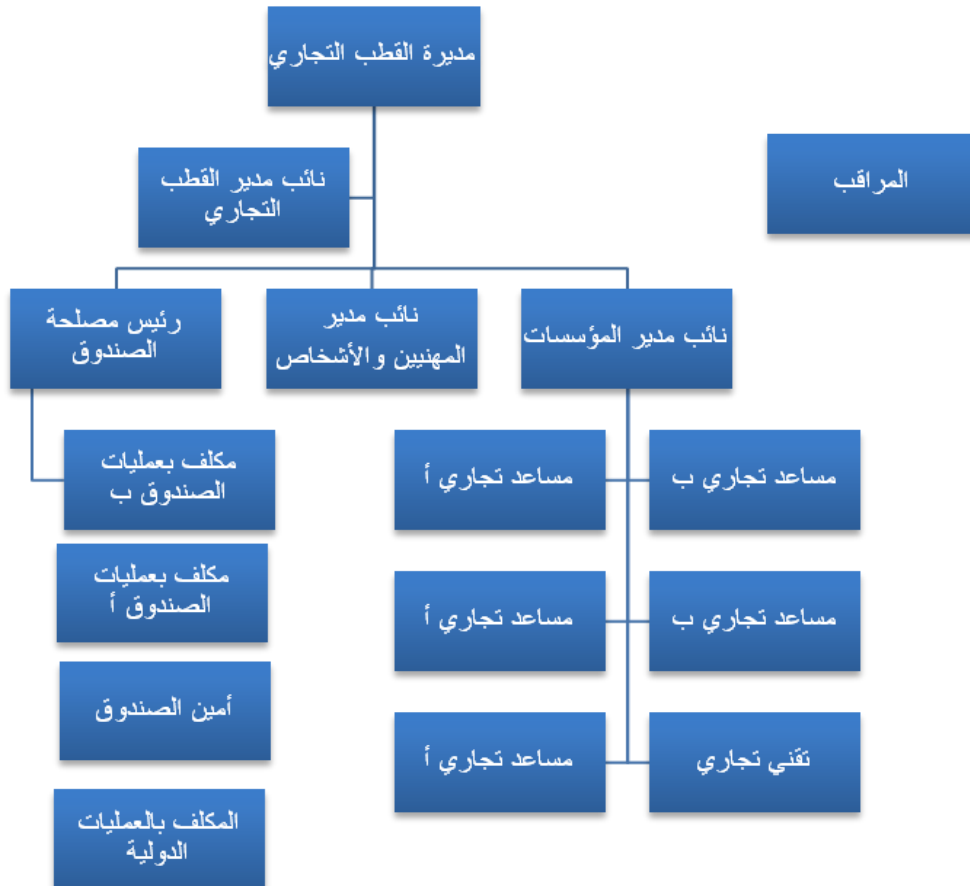 مديرة القطب التجاري
نائب مدير القطب
التجاري
المراقب
نائب مدير المؤسسات
نائب مدير
المهنيين والأشخاص
رئيس مصلحة
الصندوق
مساعد تجاري ب
مساعد تجاري أ
مكلف بعمليات
الصندوق ب
مساعد تجاري ب
مساعد تجاري أ
مكلف بعمليات
الصندوق أ
تقني تجاري
مساعد تجاري أ
أمين الصندوق
المكلف بالعمليات
الدولية